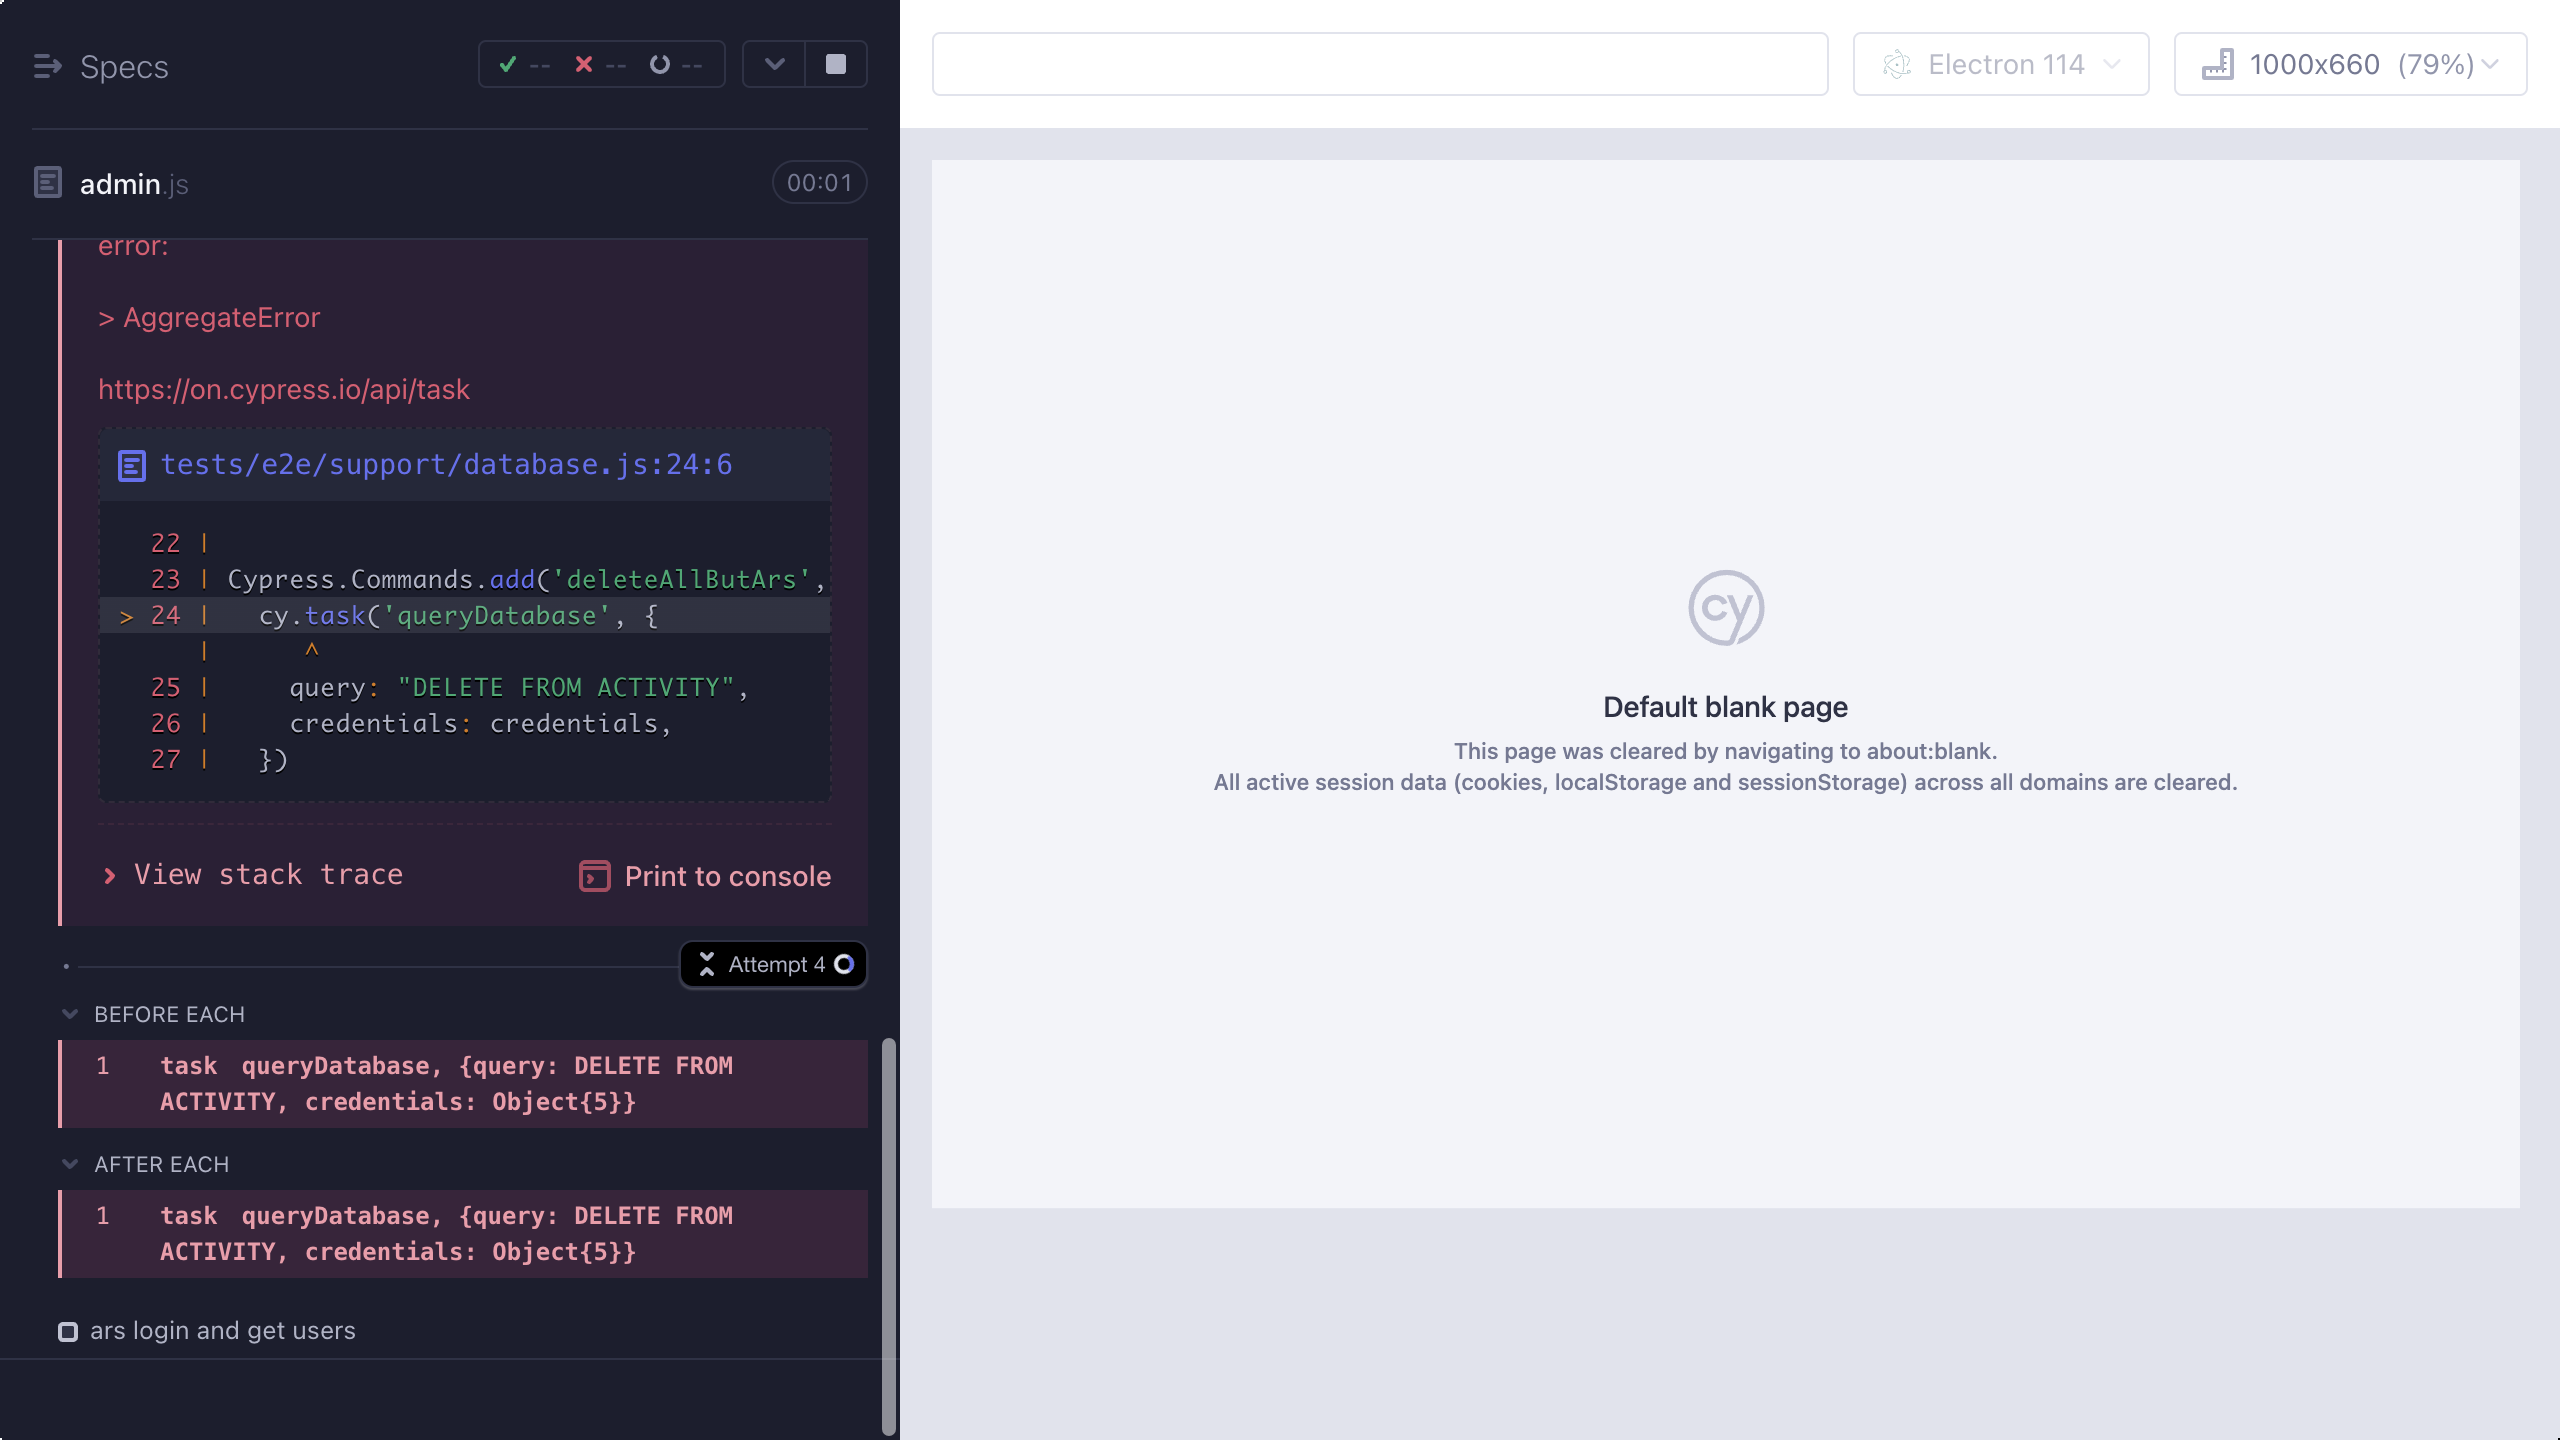 Specs
-- -- --
admin.js
00:01
error:
> AggregateError
https://on.cypress.io/api/task
tests/e2e/support/database.js:24:6
22 |
23 | Cypress.Commands.add('deleteAllButArs',
> 24 |   cy.task('queryDatabase', {
|      ^
25 |     query: "DELETE FROM ACTIVITY",
26 |     credentials: credentials,
27 |   })
View stack trace
Print to console
Attempt 4
BEFORE EACH
1 task queryDatabase, {query: DELETE FROM
ACTIVITY, credentials: Object{5}}
AFTER EACH
1 task queryDatabase, {query: DELETE FROM
ACTIVITY, credentials: Object{5}}
ars login and get users
Electron 114
1000x660 (79%)
cy
Default blank page
This page was cleared by navigating to about:blank.
All active session data (cookies, localStorage and sessionStorage) across all domains are cleared.